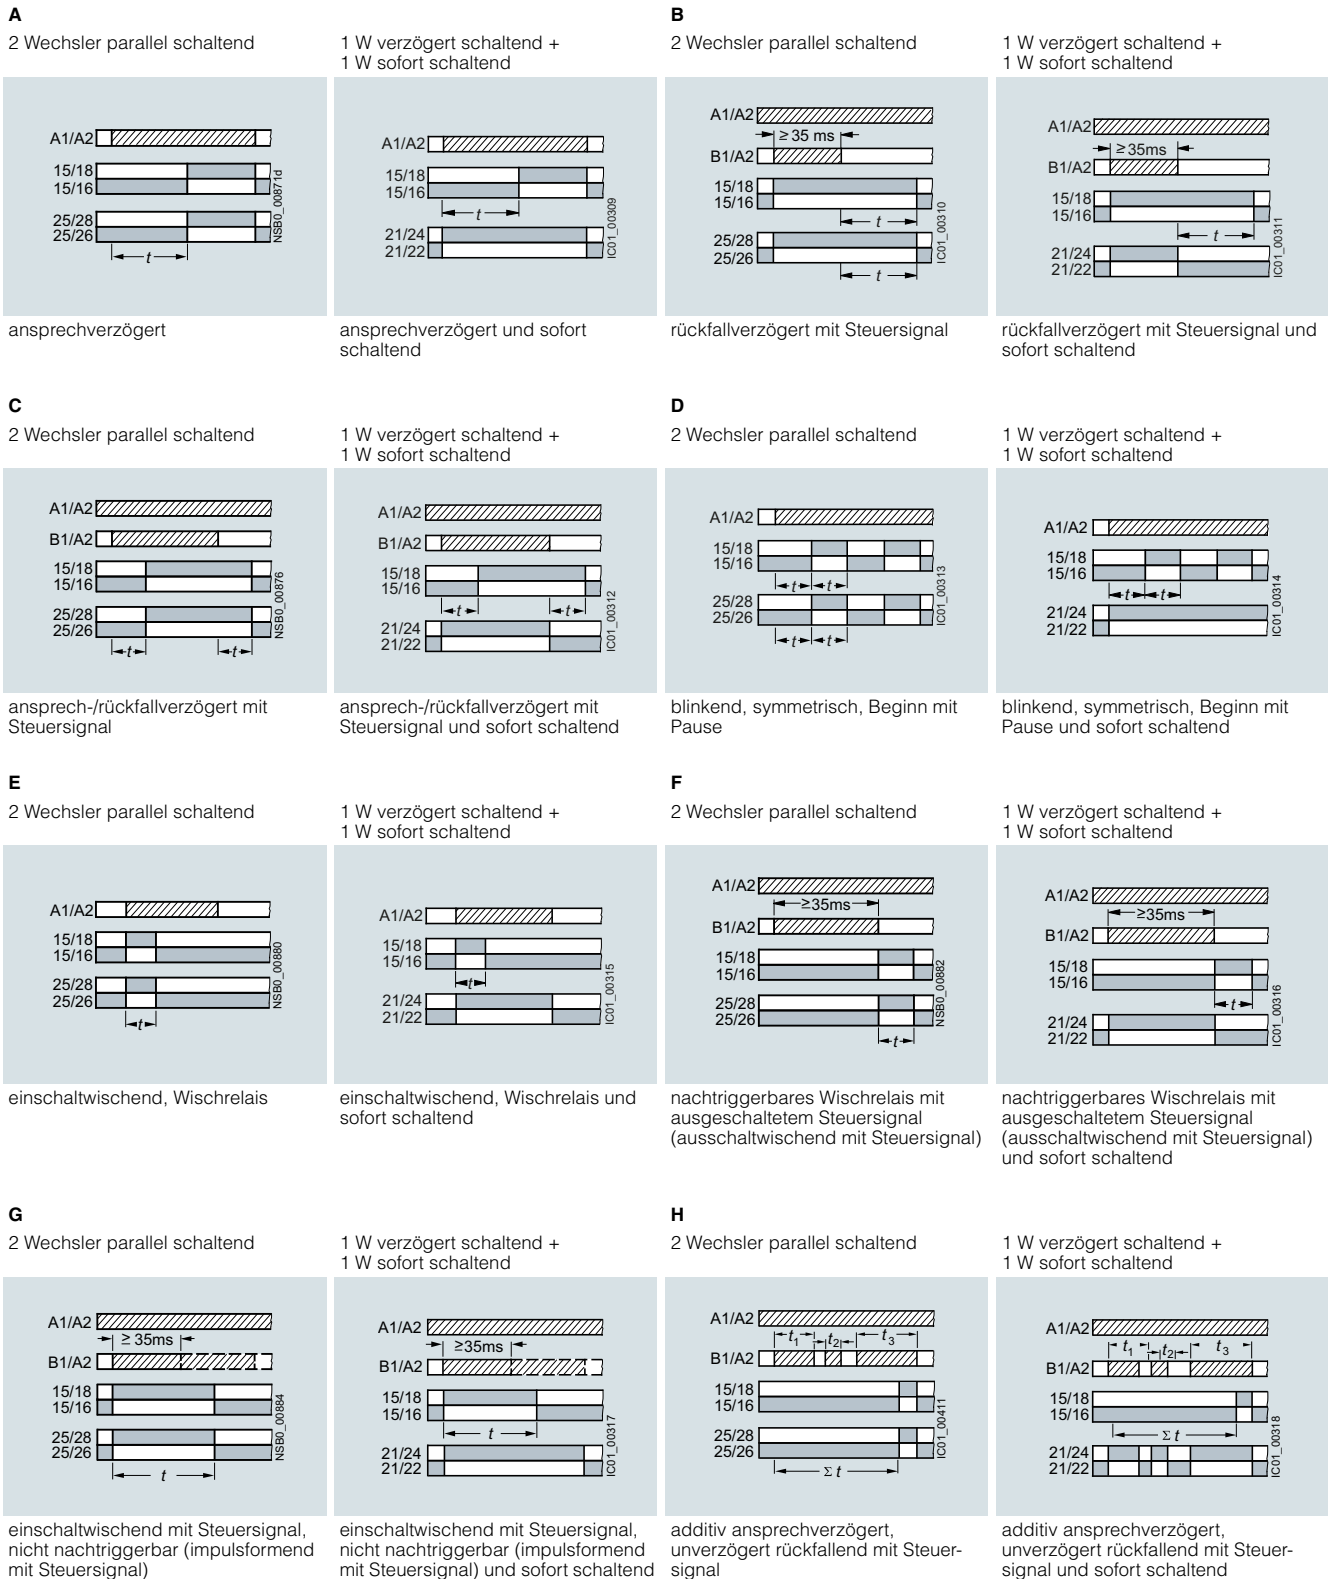 A
2 Wechsler parallel schaltend
1 W verzögert schaltend +
1 W sofort schaltend
A1/A2
15/18
15/16
25/28
25/26
t
NSB0_00871d
A1/A2
15/18
15/16
t
21/24
21/22
IC01_00309
ansprechverzögert
ansprechverzögert und sofort
schaltend
B
2 Wechsler parallel schaltend
1 W verzögert schaltend +
1 W sofort schaltend
A1/A2
≥ 35 ms
B1/A2
15/18
15/16
t
25/28
25/26
t
IC01_00310
A1/A2
≥ 35ms
B1/A2
15/18
15/16
t
21/24
21/22
IC01_00311
rückfallverzögert mit Steuersignal
rückfallverzögert mit Steuersignal und
sofort schaltend
C
2 Wechsler parallel schaltend
1 W verzögert schaltend +
1 W sofort schaltend
A1/A2
B1/A2
15/18
15/16
25/28
25/26
t
t
NSB0_00876
A1/A2
B1/A2
15/18
15/16
t
t
21/24
21/22
IC01_00312
ansprech-/rückfallverzögert mit
Steuersignal
ansprech-/rückfallverzögert mit
Steuersignal und sofort schaltend
D
2 Wechsler parallel schaltend
1 W verzögert schaltend +
1 W sofort schaltend
A1/A2
15/18
15/16
t
t
25/28
25/26
t
t
IC01_00313
A1/A2
15/18
15/16
t
t
21/24
21/22
IC01_00314
blinkend, symmetrisch, Beginn mit
Pause
blinkend, symmetrisch, Beginn mit
Pause und sofort schaltend
E
2 Wechsler parallel schaltend
1 W verzögert schaltend +
1 W sofort schaltend
A1/A2
15/18
15/16
25/28
25/26
t
NSB0_00880
A1/A2
15/18
15/16
t
21/24
21/22
IC01_00315
einschaltwischend, Wischrelais
einschaltwischend, Wischrelais und
sofort schaltend
F
2 Wechsler parallel schaltend
1 W verzögert schaltend +
1 W sofort schaltend
A1/A2
≥35ms
B1/A2
15/18
15/16
25/28
25/26
t
NSB0_00882
A1/A2
≥35ms
B1/A2
15/18
15/16
t
21/24
21/22
IC01_00316
nachtriggerbares Wischrelais mit
ausgeschaltetem Steuersignal
(ausschaltwischend mit Steuersignal)
nachtriggerbares Wischrelais mit
ausgeschaltetem Steuersignal
(ausschaltwischend mit Steuersignal)
und sofort schaltend
G
2 Wechsler parallel schaltend
1 W verzögert schaltend +
1 W sofort schaltend
A1/A2
≥ 35ms
B1/A2
15/18
15/16
25/28
25/26
t
NSB0_00884
A1/A2
≥35ms
B1/A2
15/18
15/16
t
21/24
21/22
IC01_00317
einschaltwischend mit Steuersignal,
nicht nachtriggerbar (impulsformend
mit Steuersignal)
einschaltwischend mit Steuersignal,
nicht nachtriggerbar (impulsformend
mit Steuersignal) und sofort schaltend
H
2 Wechsler parallel schaltend
1 W verzögert schaltend +
1 W sofort schaltend
A1/A2
t1 t2 t3
B1/A2
15/18
15/16
25/28
25/26
Σ t
IC01_00411
A1/A2
t1 t2 t3
B1/A2
15/18
15/16
Σ t
21/24
21/22
IC01_00318
additiv ansprechverzögert,
unverzögert rückfallend mit Steuer-
signal
additiv ansprechverzögert,
unverzögert rückfallend mit Steuer-
signal und sofort schaltend